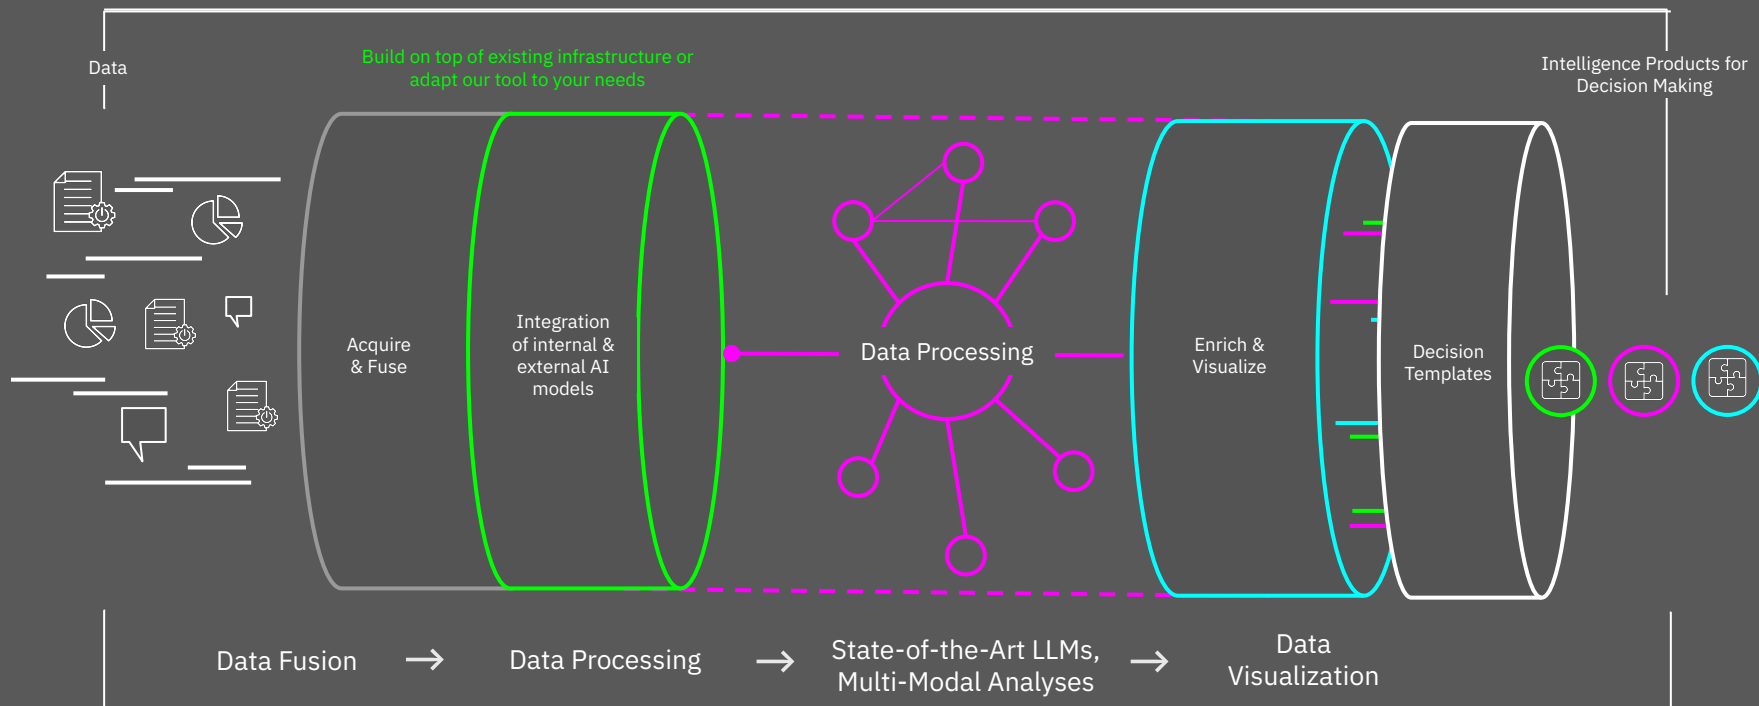 Data
Build on top of existing infrastructure or
adapt our tool to your needs
Intelligence Products for
Decision Making
Acquire
& Fuse
Integration
of internal &
external AI
models
Data Processing
Enrich &
Visualize
Decision
Templates
Data Fusion
Data Processing
State-of-the-Art LLMs,
Multi-Modal Analyses
Data
Visualization